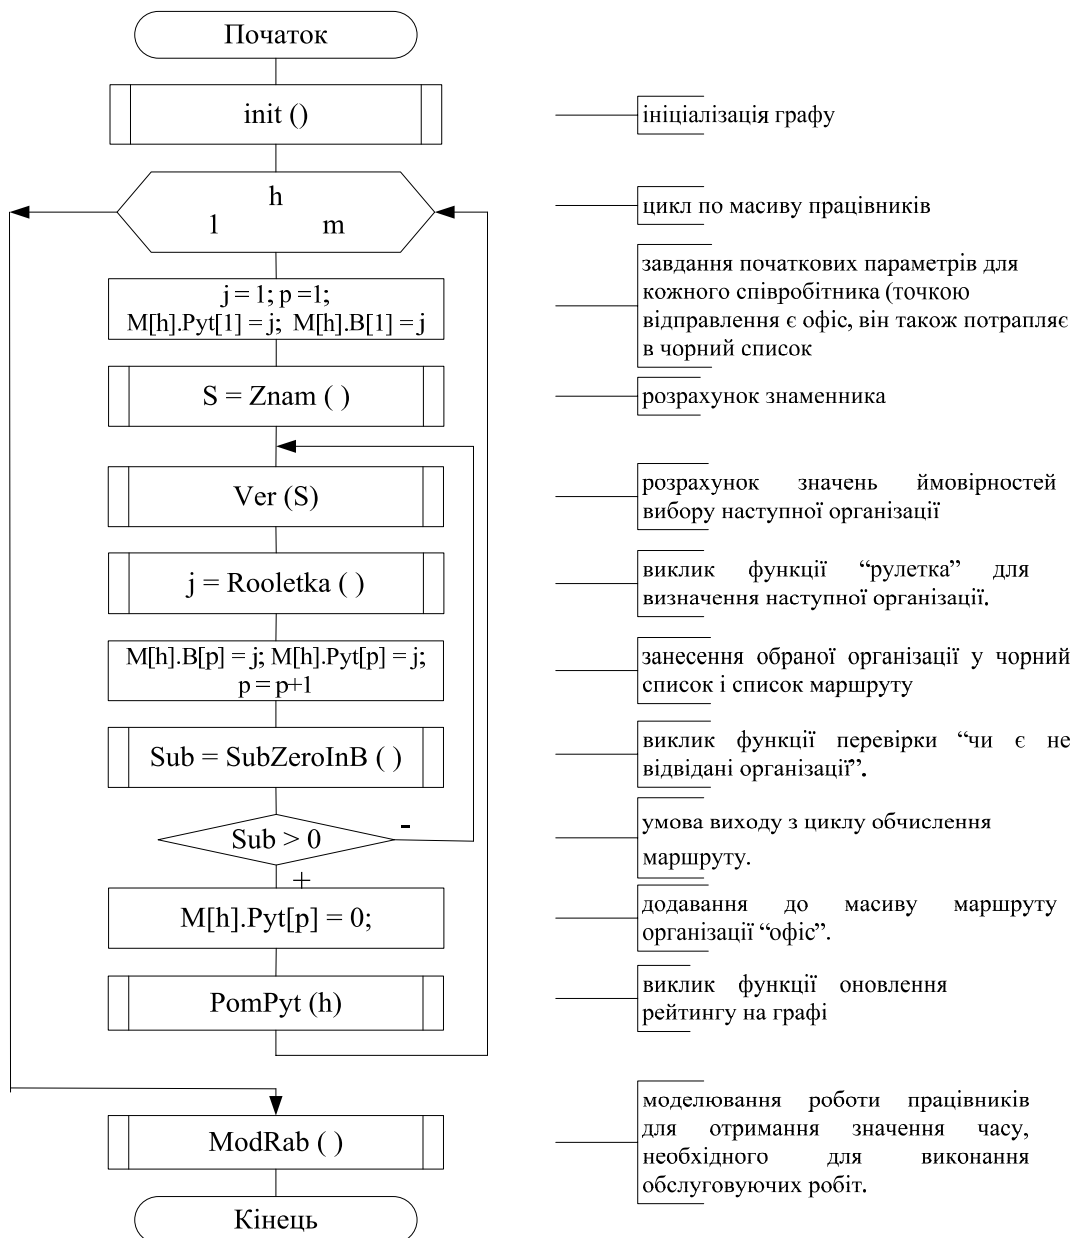 Початок
init ()
ініціалізація графу
h
1 m
цикл по масиву працівників
j = 1; p =1;
M[h].Pyt[1] = j; M[h].B[1] = j
завдання початкових параметрів для
кожного співробітника (точкою
відправлення є офіс, він також потрапляє
в чорний список
S = Znam ( )
розрахунок знаменника
Ver (S)
розрахунок значень ймовірностей
вибору наступної організації
j = Rooletka ( )
виклик функції “рулетка” для
визначення наступної організації.
M[h].B[p] = j; M[h].Pyt[p] = j;
p = p+1
занесення обраної організації у чорний
список і список маршруту
Sub = SubZeroInB ( )
виклик функції перевірки “чи є не
відвідані організації”.
Sub > 0
-
+
умова виходу з циклу обчислення
маршруту.
M[h].Pyt[p] = 0;
додавання до масиву маршруту
організації “офіс”.
PomPyt (h)
виклик функції оновлення
рейтингу на графі
ModRab ( )
моделювання роботи працівників
для отримання значення часу,
необхідного для виконання
обслуговуючих робіт.
Кінець